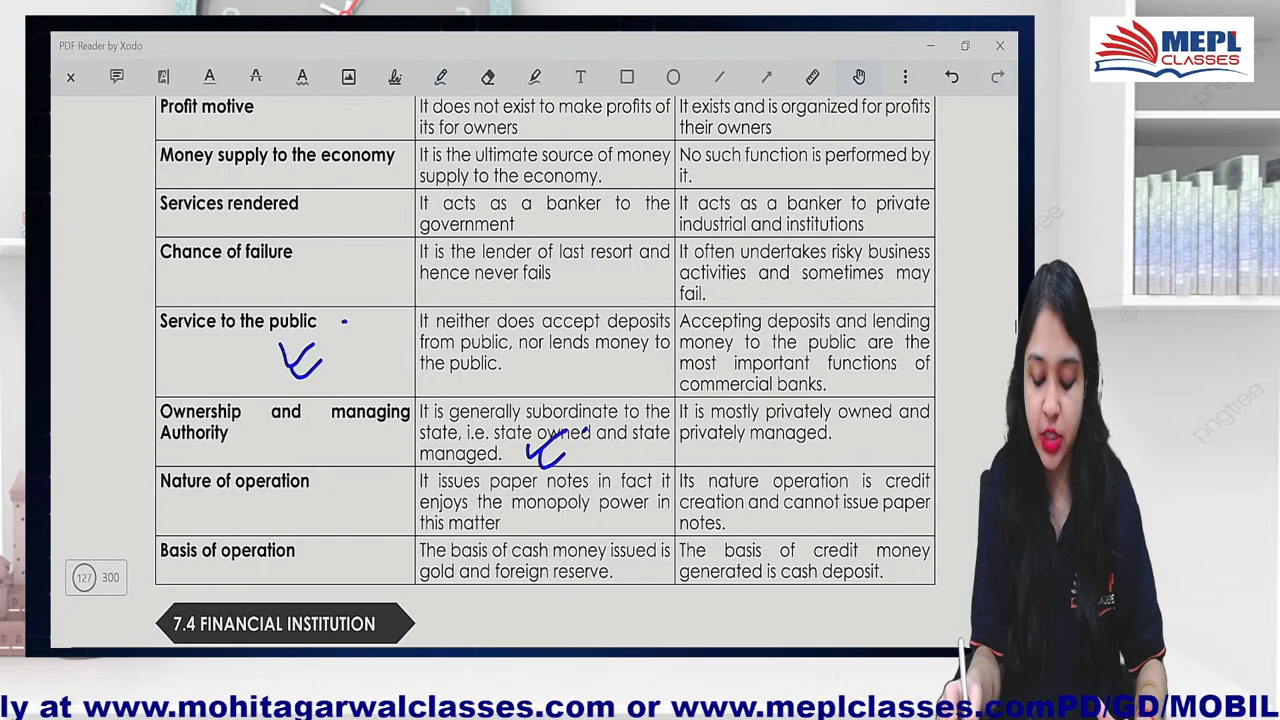 PDF Reader by Xodo
MEPL
CLASSES
Profit motive
It does not exist to make profits of
its for owners
It exists and is organized for profits
their owners
Money supply to the economy
It is the ultimate source of money
supply to the economy.
No such function is performed by
it.
Services rendered
It acts as a banker to the
government
It acts as a banker to private
industrial and institutions
Chance of failure
It is the lender of last resort and
hence never fails
It often undertakes risky business
activities and sometimes may
fail.
Service to the public
It neither does accept deposits
from public, nor lends money to
the public.
Accepting deposits and lending
money to the public are the
most important functions of
commercial banks.
Ownership and managing
Authority
It is generally subordinate to the
state, i.e. state owned and state
managed.
It is mostly privately owned and
privately managed.
Nature of operation
It issues paper notes in fact it
enjoys the monopoly power in
this matter
Its nature operation is credit
creation and cannot issue paper
notes.
Basis of operation
The basis of cash money issued is
gold and foreign reserve.
The basis of credit money
generated is cash deposit.
127 300
7.4 FINANCIAL INSTITUTION
ly at www.mohitagarwalclasses.com or www.meplclasses.comPD/GD/MOBIL